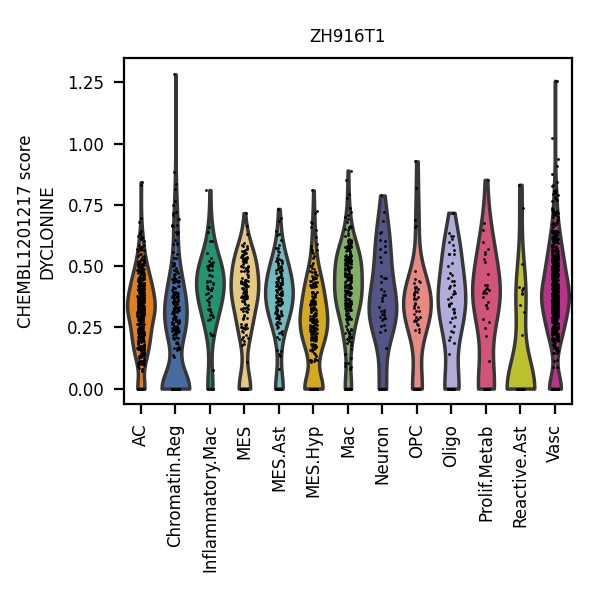 ZH916T1
CHEMBL1201217 score
DYCLONINE
1.25
1.00
0.75
0.50
0.25
0.00
AC
Chromatin.Reg
Inflammatory.Mac
MES
MES.Ast
MES.Hyp
Mac
Neuron
OPC
Oligo
Prolif.Metab
Reactive.Ast
Vasc